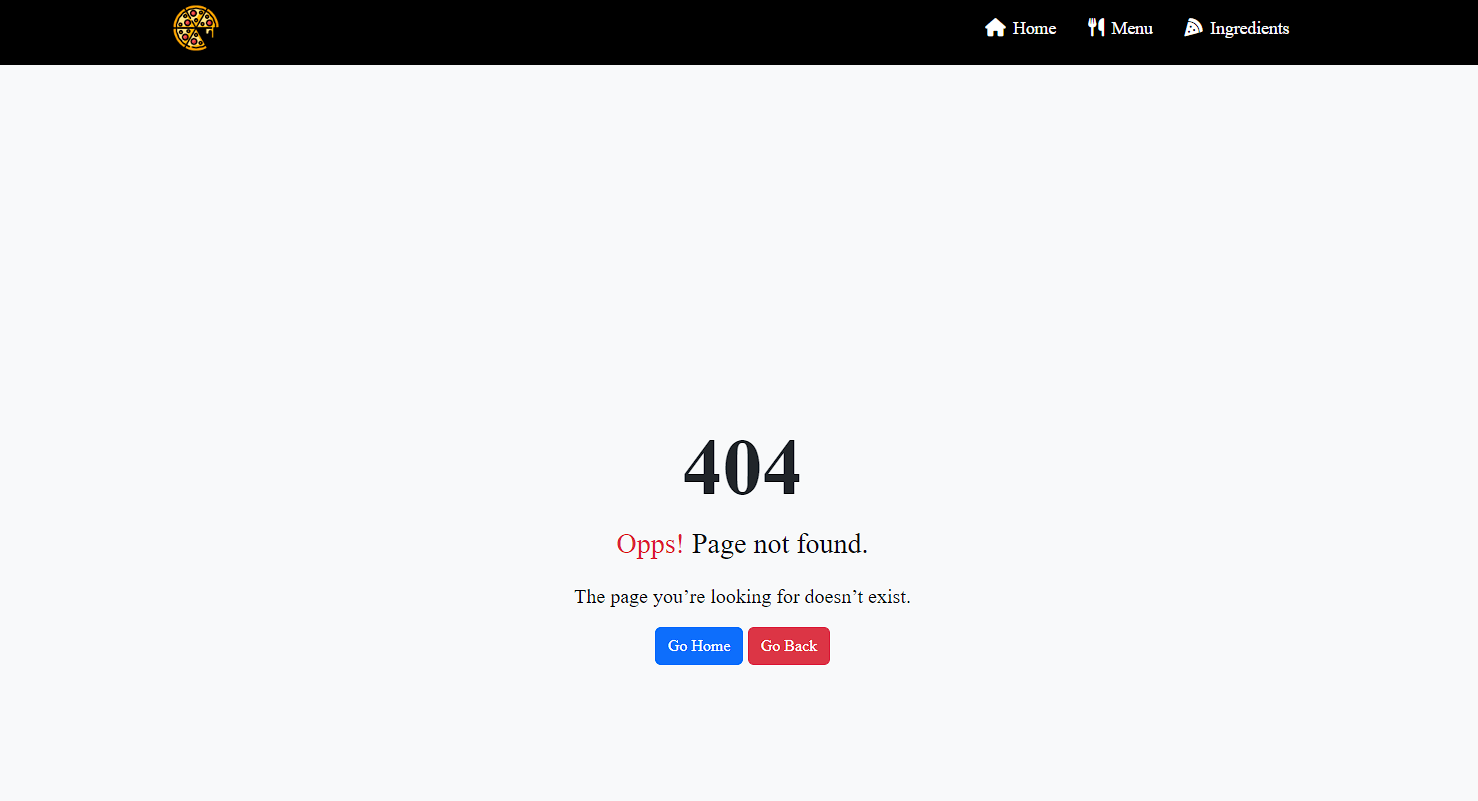 Home Menu Ingredients
404
Opps! Page not found.
The page you’re looking for doesn’t exist.
Go Home Go Back